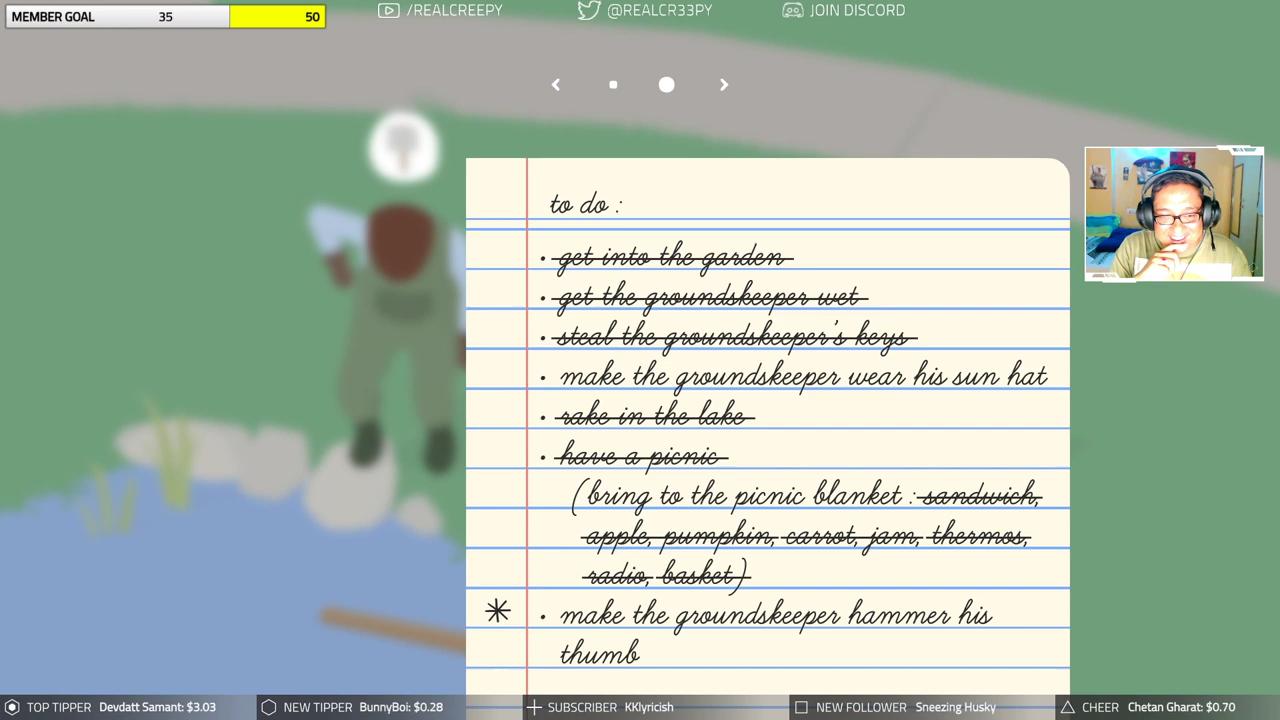 MEMBER GOAL 35 50
/REALCREEPY @REALCR33PY JOIN DISCORD
to do :
• get into the garden
• get the groundskeeper wet
• steal the groundskeeper's keys
• make the groundskeeper wear his sun hat
• rake in the lake
• have a picnic
(bring to the picnic blanket : sandwich,
apple, pumpkin, carrot, jam, thermos,
radio, basket)
* • make the groundskeeper hammer his
thumb
TOP TIPPER Devdatt Samant: $3.03 NEW TIPPER BunnyBoi: $0.28 SUBSCRIBER KKlyricish NEW FOLLOWER Sneezing Husky CHEER Chetan Gharat: $0.70